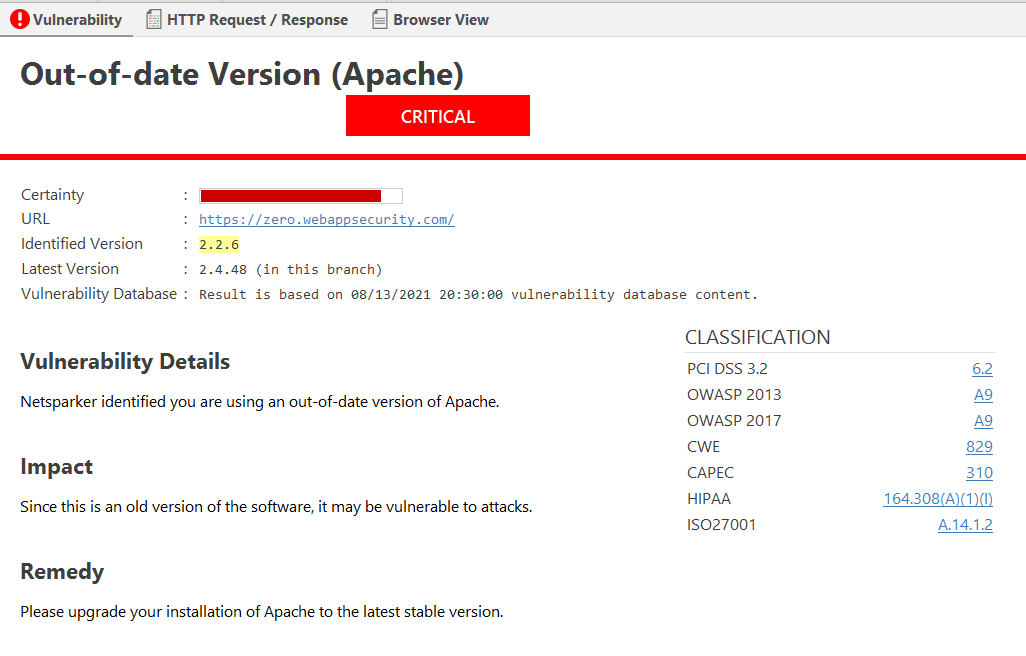 Vulnerability HTTP Request / Response Browser View
Out-of-date Version (Apache)
CRITICAL
Certainty :
URL : https://zero.webappsecurity.com/
Identified Version : 2.2.6
Latest Version : 2.4.48 (in this branch)
Vulnerability Database : Result is based on 08/13/2021 20:30:00 vulnerability database content.
Vulnerability Details
Netsparker identified you are using an out-of-date version of Apache.
Impact
Since this is an old version of the software, it may be vulnerable to attacks.
Remedy
Please upgrade your installation of Apache to the latest stable version.
CLASSIFICATION
PCI DSS 3.2 6.2
OWASP 2013 A9
OWASP 2017 A9
CWE 829
CAPEC 310
HIPAA 164.308(A)(1)(I)
ISO27001 A.14.1.2